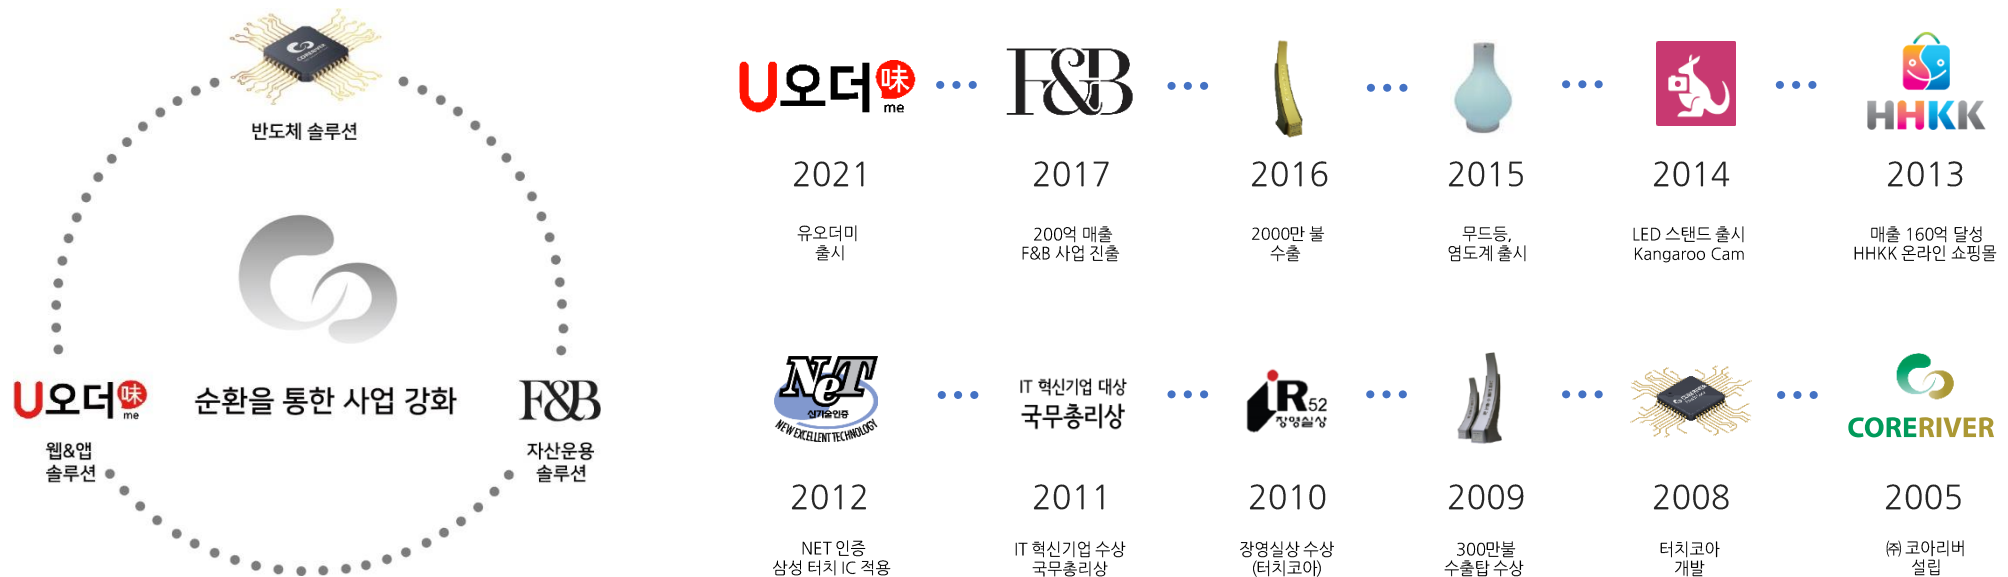 CORERIVER
반도체 솔루션
순환을 통한 사업 강화
U오더味
me
웹&앱
솔루션
F&B
자산운용
솔루션
U오더味
me
2021
유오더미
출시
F&B
2017
200억 매출
F&B 사업 진출
2016
2000만 불
수출
2015
무드등,
염도계 출시
2014
LED 스탠드 출시
Kangaroo Cam
HHKK
2013
매출 160억 달성
HHKK 온라인 쇼핑몰
NeT
신기술인증
NEW EXCELLENT TECHNOLOGY
2012
NET 인증
삼성 터치 IC 적용
IT 혁신기업 대상
국무총리상
2011
IT 혁신기업 수상
국무총리상
iR52
장영실상
2010
장영실상 수상
(터치코아)
2009
300만불
수출탑 수상
CORERIVER
2008
터치코아
개발
CORERIVER
2005
㈜ 코아리버
설립